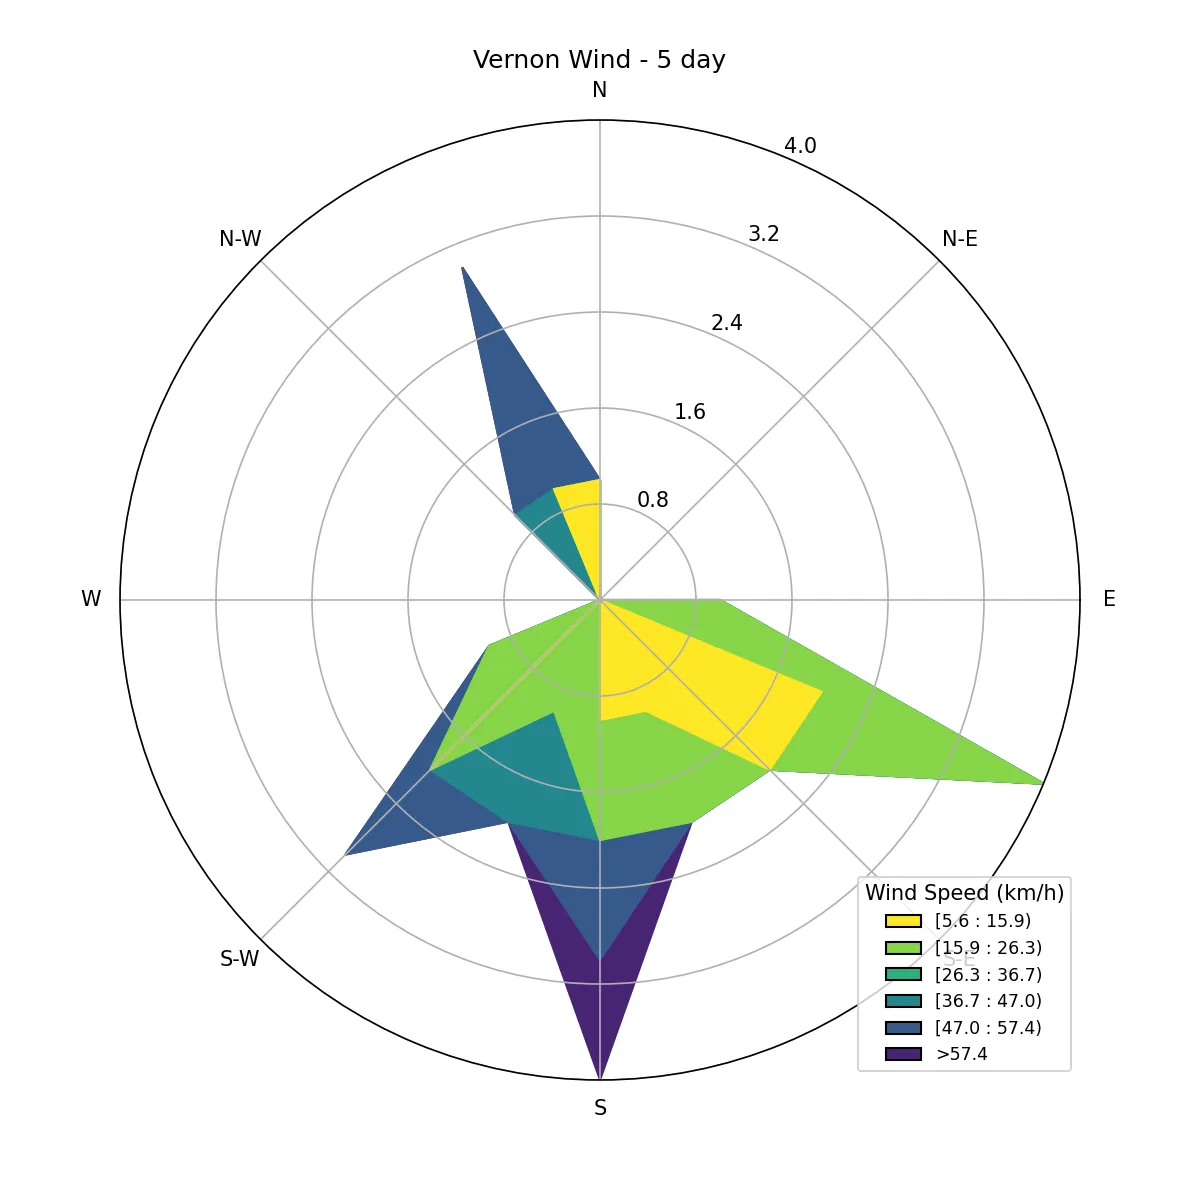 Vernon Wind - 5 day
N
4.0
3.2
N-W
N-E
2.4
1.6
0.8
W
E
Wind Speed (km/h)
[5.6 : 15.9)
[15.9 : 26.3)
S-W
S-E
[26.3 : 36.7)
[36.7 : 47.0)
[47.0 : 57.4)
>57.4
S